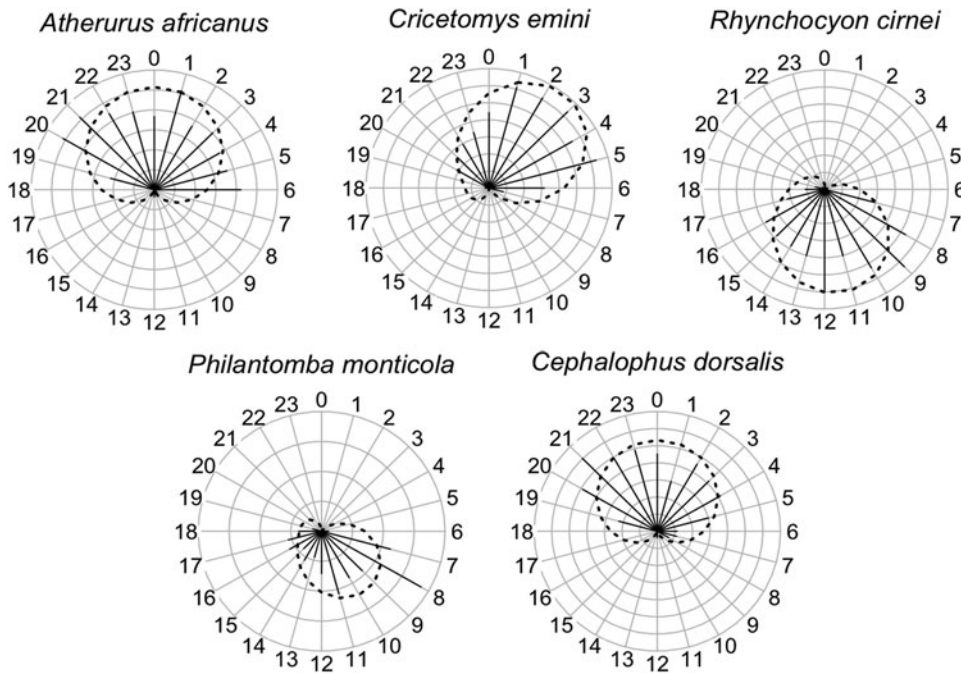 Atherurus africanus
22 23 0 1 2
21 3
20 4
19 5
18 6
17 7
16 8
15 9
14 13 12 11 10
Cricetomys emini
22 23 0 1 2
21 3
20 4
19 5
18 6
17 7
16 8
15 9
14 13 12 11 10
Rhynchocyon cirnei
22 23 0 1 2
21 3
20 4
19 5
18 6
17 7
16 8
15 9
14 13 12 11 10
Philantomba monticola
22 23 0 1 2
21 3
20 4
19 5
18 6
17 7
16 8
15 9
14 13 12 11 10
Cephalophus dorsalis
22 23 0 1 2
21 3
20 4
19 5
18 6
17 7
16 8
15 9
14 13 12 11 10